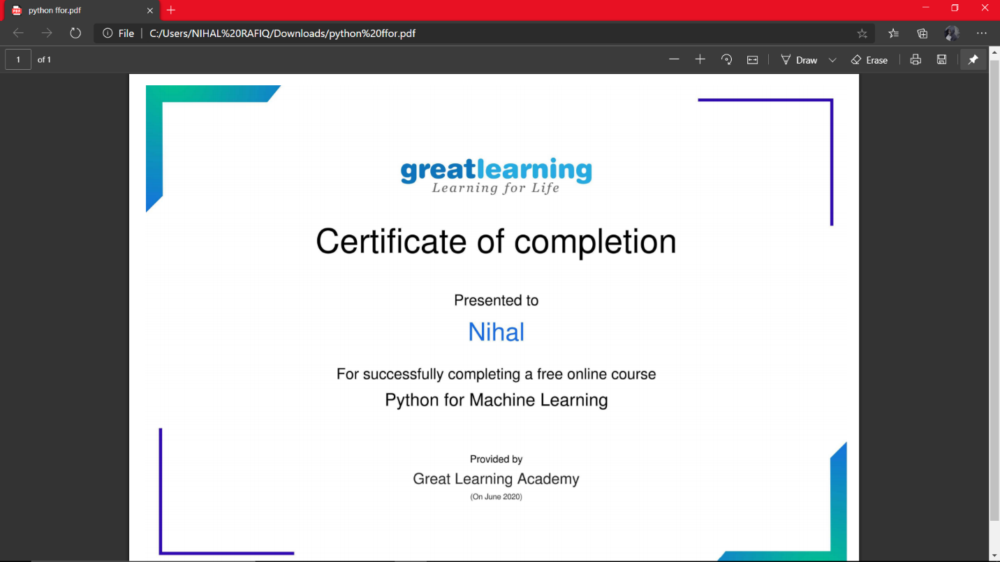 python ffor.pdf
File
C:/Users/NIHAL%20RAFIQ/Downloads/python%20ffor.pdf
1 of 1
Draw
Erase
greatlearning
Learning for Life
Certificate of completion
Presented to
Nihal
For successfully completing a free online course
Python for Machine Learning
Provided by
Great Learning Academy
(On June 2020)